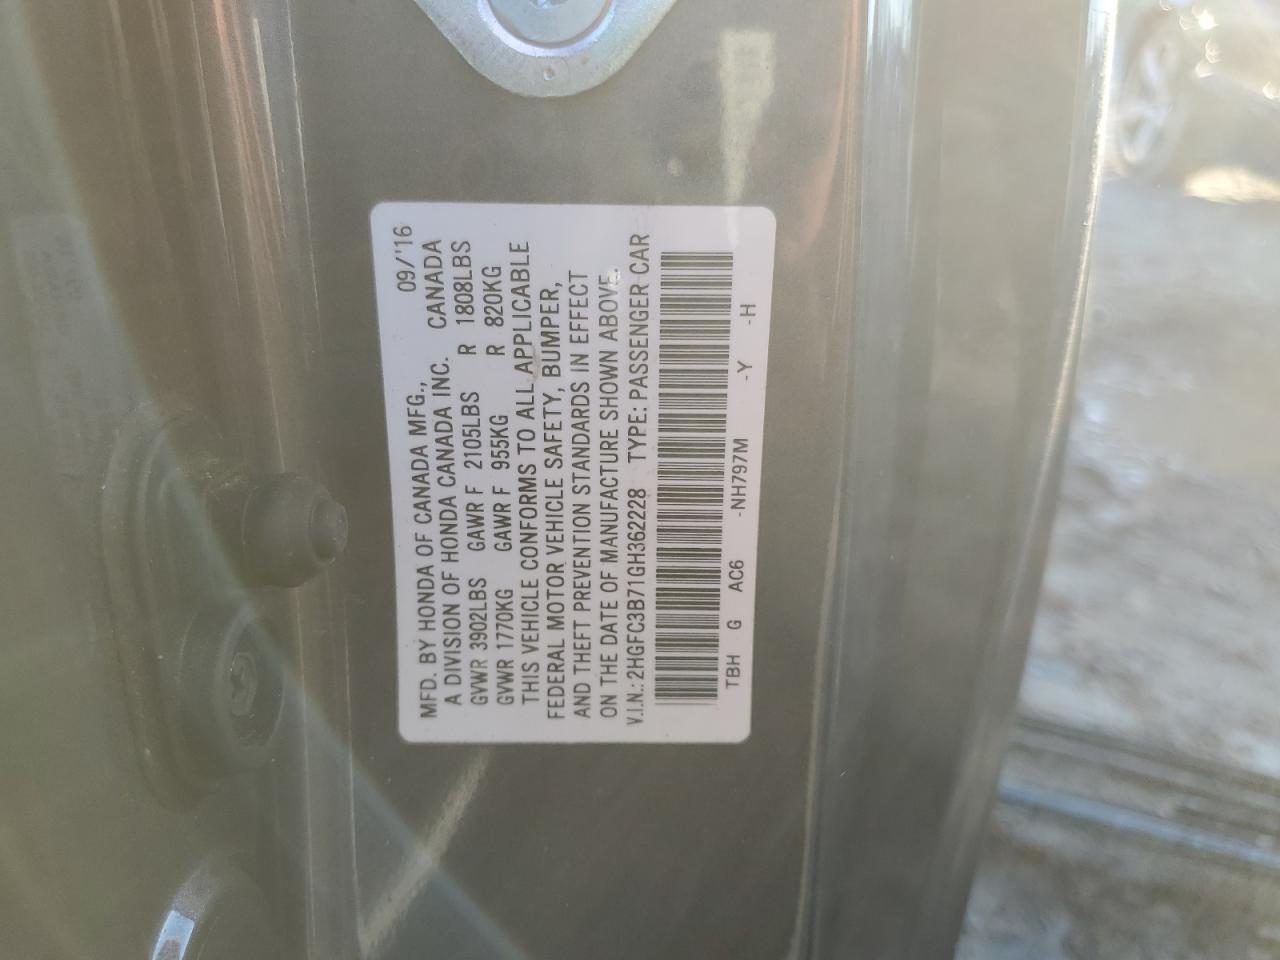 09/'16
MFD. BY HONDA OF CANADA MFG.,
A DIVISION OF HONDA CANADA INC. CANADA
GVWR 3902LBS GAWR F 2105LBS R 1808LBS
GVWR 1770KG GAWR F 955KG R 820KG
THIS VEHICLE CONFORMS TO ALL APPLICABLE
FEDERAL MOTOR VEHICLE SAFETY, BUMPER,
AND THEFT PREVENTION STANDARDS IN EFFECT
ON THE DATE OF MANUFACTURE SHOWN ABOVE.
V.I.N.: 2HGFC3B71GH362228 TYPE: PASSENGER CAR
TBH G AC6 -NH797M -Y -H